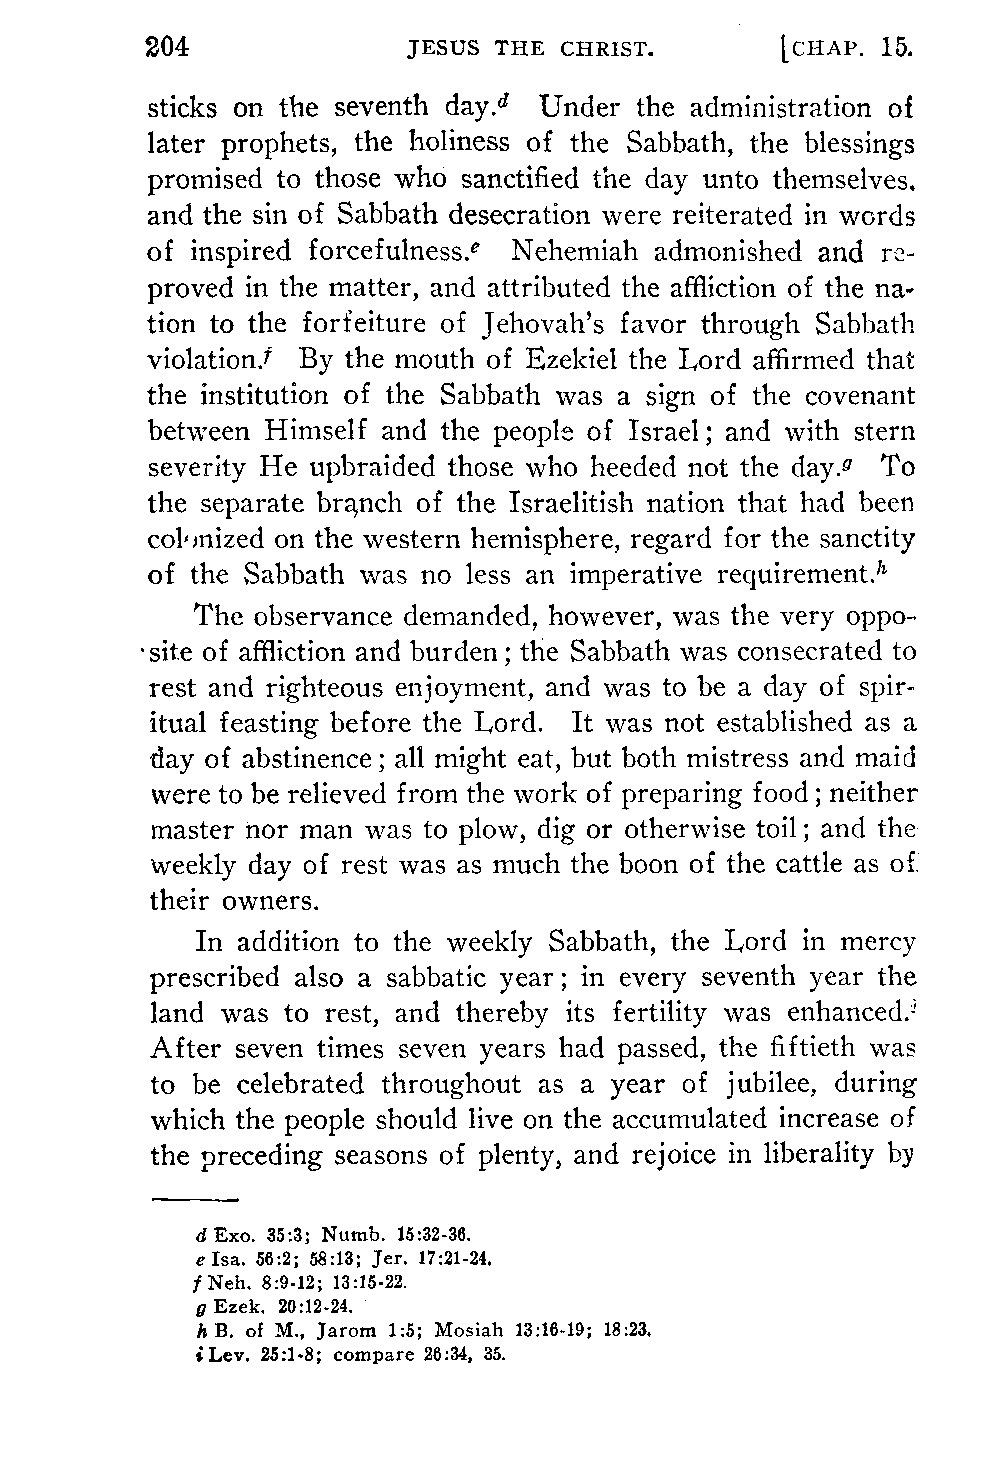 204 JESUS THE CHRIST. [CHAP. 15.
sticks on the seventh day.d Under the administration of
later prophets, the holiness of the Sabbath, the blessings
promised to those who sanctified the day unto themselves,
and the sin of Sabbath desecration were reiterated in words
of inspired forcefulness.e Nehemiah admonished and re-
proved in the matter, and attributed the affliction of the na-
tion to the forfeiture of Jehovah's favor through Sabbath
violation.f By the mouth of Ezekiel the Lord affirmed that
the institution of the Sabbath was a sign of the covenant
between Himself and the people of Israel; and with stern
severity He upbraided those who heeded not the day.g To
the separate branch of the Israelitish nation that had been
colonized on the western hemisphere, regard for the sanctity
of the Sabbath was no less an imperative requirement.h
The observance demanded, however, was the very oppo-
site of affliction and burden; the Sabbath was consecrated to
rest and righteous enjoyment, and was to be a day of spir-
itual feasting before the Lord. It was not established as a
day of abstinence; all might eat, but both mistress and maid
were to be relieved from the work of preparing food; neither
master nor man was to plow, dig or otherwise toil; and the
weekly day of rest was as much the boon of the cattle as of
their owners.
In addition to the weekly Sabbath, the Lord in mercy
prescribed also a sabbatic year; in every seventh year the
land was to rest, and thereby its fertility was enhanced.i
After seven times seven years had passed, the fiftieth was
to be celebrated throughout as a year of jubilee, during
which the people should live on the accumulated increase of
the preceding seasons of plenty, and rejoice in liberality by
d Exo. 35:3; Numb. 15:32-36.
e Isa. 56:2; 58:13; Jer. 17:21-24.
f Neh. 8:9-12; 13:15-22.
g Ezek. 20:12-24.
h B. of M., Jarom 1:5; Mosiah 13:16-19; 18:23.
i Lev. 25:1-8; compare 26:34, 35.